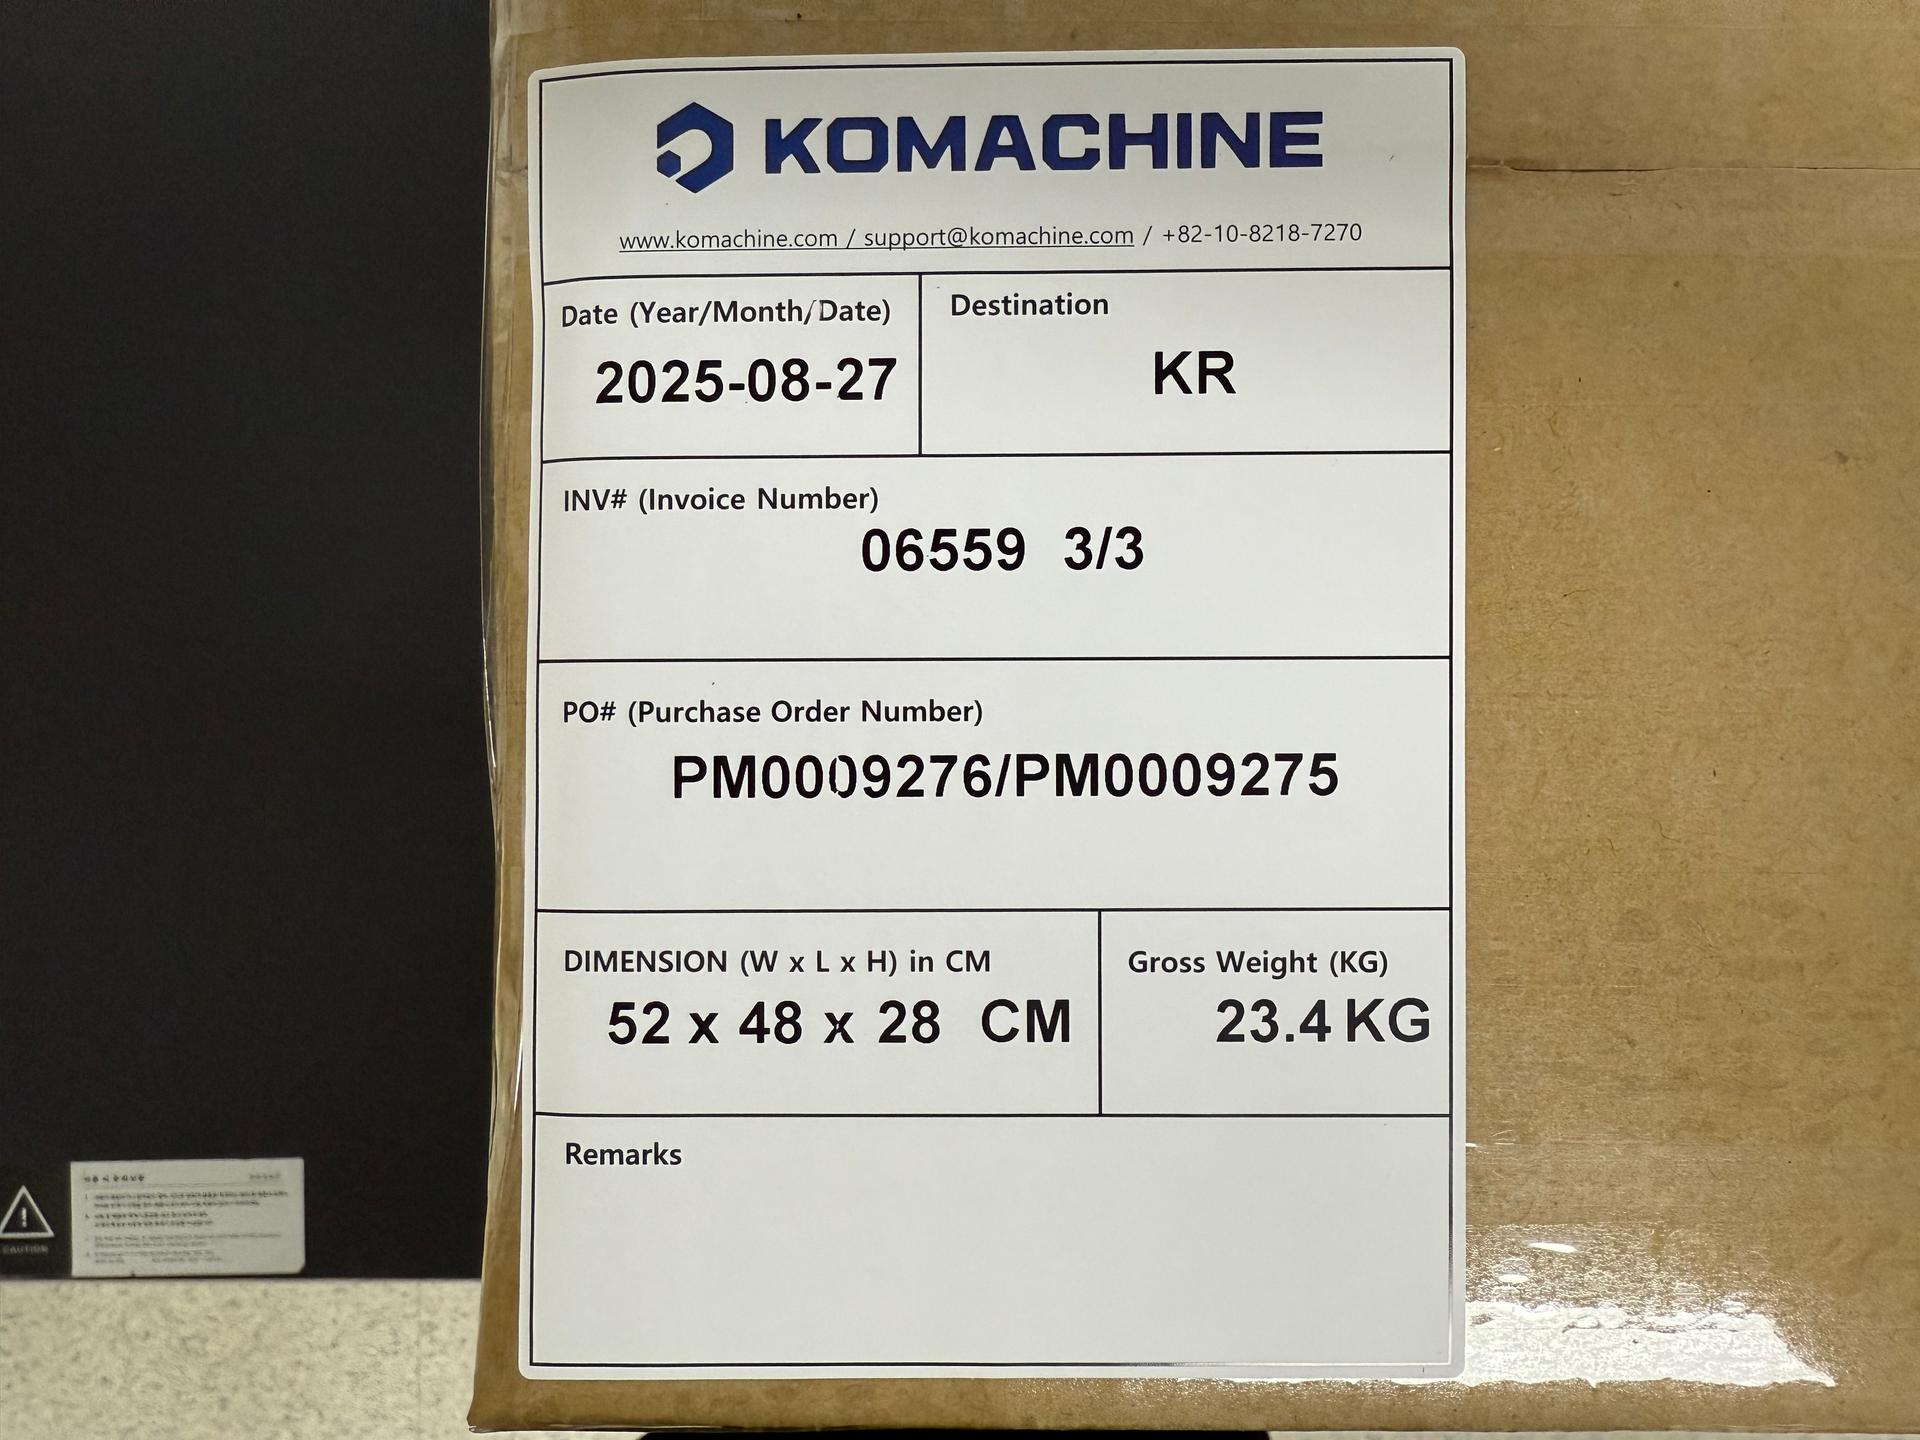 KOMACHINE
www.komachine.com / support@komachine.com / +82-10-8218-7270
Date (Year/Month/Date)
2025-08-27
Destination
KR
INV# (Invoice Number)
06559 3/3
PO# (Purchase Order Number)
PM0009276/PM0009275
DIMENSION (W x L x H) in CM
52 x 48 x 28 CM
Gross Weight (KG)
23.4 KG
Remarks
CAUTION